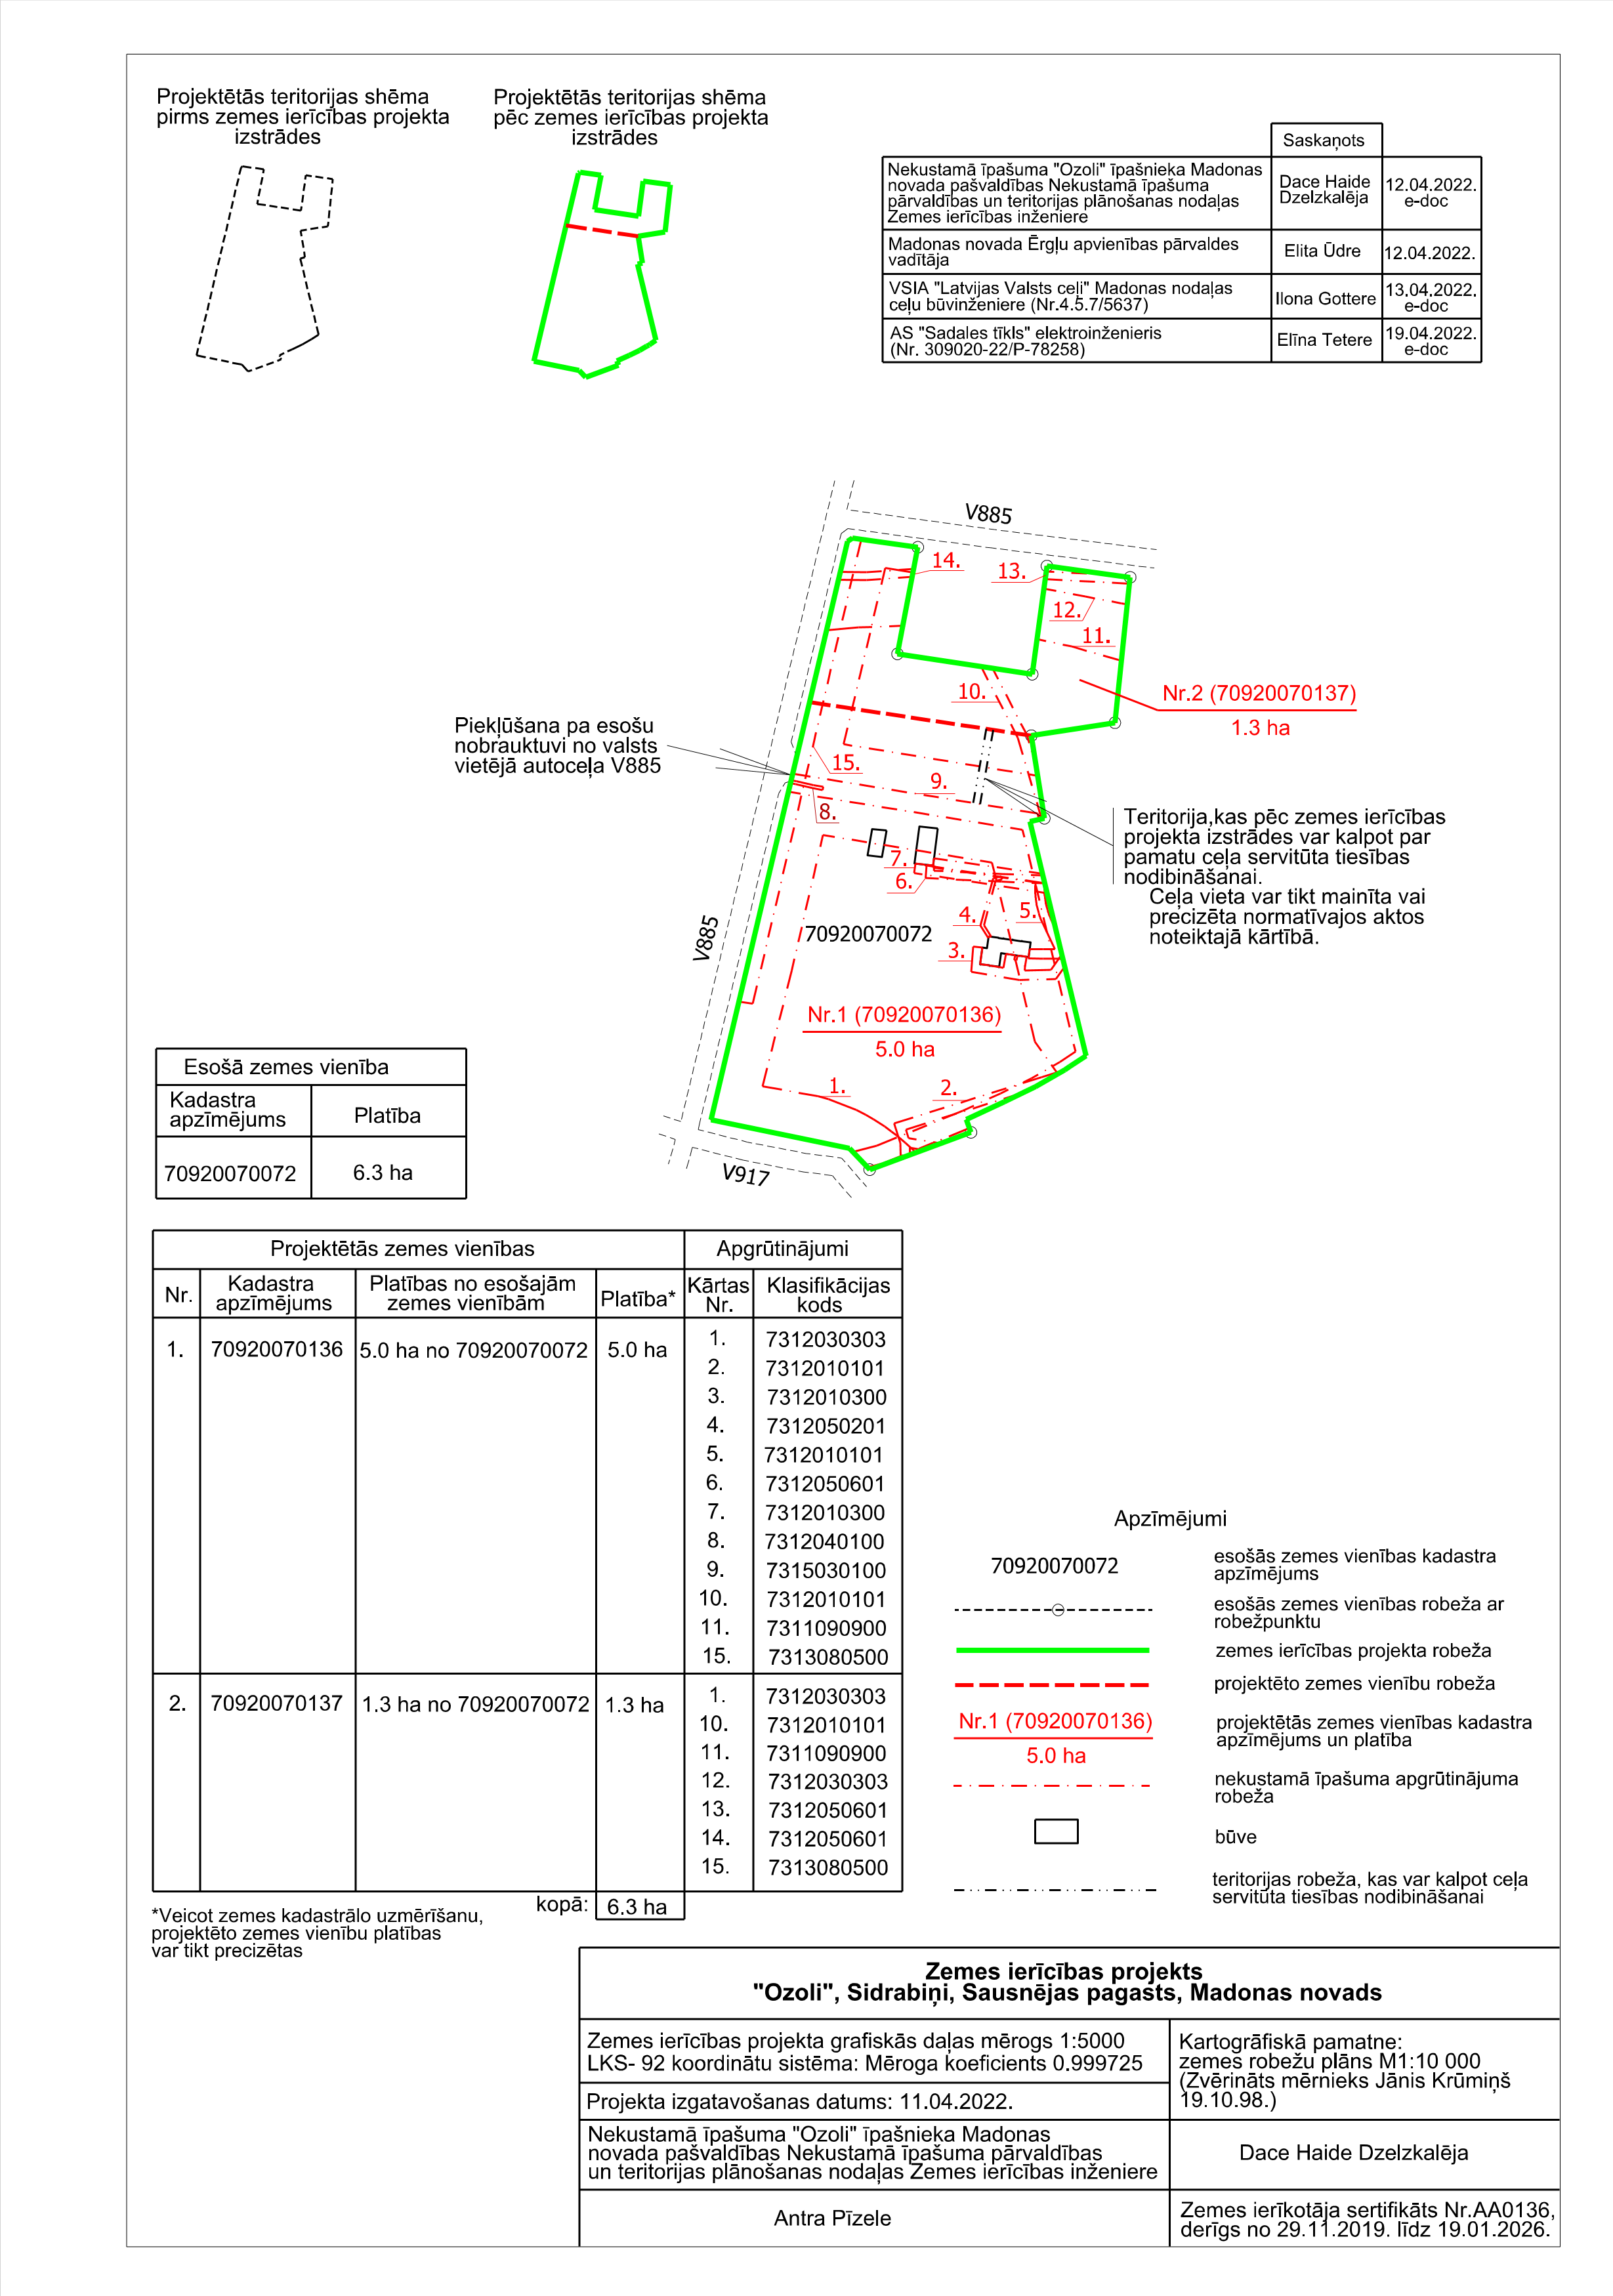 Projektētās teritorijas shēma
pirms zemes ierīcības projekta
izstrādes
Projektētās teritorijas shēma
pēc zemes ierīcības projekta
izstrādes
Saskaņots
Nekustamā īpašuma "Ozoli" īpašnieka Madonas
novada pašvaldības Nekustamā īpašuma
pārvaldības un teritorijas plānošanas nodaļas
Zemes ierīcības inženiere
Dace Haide
Dzelzkalēja
12.04.2022.
e-doc
Madonas novada Ērgļu apvienības pārvaldes
vadītāja
Elita Ūdre
12.04.2022.
VSIA "Latvijas Valsts ceļi" Madonas nodaļas
ceļu būvinženiere (Nr.4.5.7/5637)
Ilona Gottere
13.04.2022.
e-doc
AS "Sadales tīkls" elektroinženieris
(Nr. 309020-22/P-78258)
Elīna Tetere
19.04.2022.
e-doc
V885
14.
13.
12.
11.
10.
Nr.2 (70920070137)
1.3 ha
Piekļūšana pa esošu
nobrauktuvi no valsts
vietējā autoceļa V885
15.
9.
8.
Teritorija,kas pēc zemes ierīcības
projekta izstrādes var kalpot par
pamatu ceļa servitūta tiesības
nodibināšanai.
Ceļa vieta var tikt mainīta vai
precizēta normatīvajos aktos
noteiktajā kārtībā.
7.
6.
5.
4.
3.
V885
70920070072
Nr.1 (70920070136)
5.0 ha
1.
2.
V917
Esošā zemes vienība
Kadastra
apzīmējums
Platība
70920070072
6.3 ha
Projektētās zemes vienības
Apgrūtinājumi
Nr.
Kadastra
apzīmējums
Platības no esošajām
zemes vienībām
Platība*
Kārtas
Nr.
Klasifikācijas
kods
1.
70920070136
5.0 ha no 70920070072
5.0 ha
1. 7312030303
2. 7312010101
3. 7312010300
4. 7312050201
5. 7312010101
6. 7312050601
7. 7312010300
8. 7312040100
9. 7315030100
10. 7312010101
11. 7311090900
15. 7313080500
2.
70920070137
1.3 ha no 70920070072
1.3 ha
1. 7312030303
10. 7312010101
11. 7311090900
12. 7312030303
13. 7312050601
14. 7312050601
15. 7313080500
kopā: 6.3 ha
*Veicot zemes kadastrālo uzmērīšanu,
projektēto zemes vienību platības
var tikt precizētas
Apzīmējumi
70920070072
esošās zemes vienības kadastra
apzīmējums
esošās zemes vienības robeža ar
robežpunktu
zemes ierīcības projekta robeža
projektēto zemes vienību robeža
Nr.1 (70920070136)
5.0 ha
projektētās zemes vienības kadastra
apzīmējums un platība
nekustamā īpašuma apgrūtinājuma
robeža
būve
teritorijas robeža, kas var kalpot ceļa
servitūta tiesības nodibināšanai
Zemes ierīcības projekts
"Ozoli", Sidrabiņi, Sausnējas pagasts, Madonas novads
Zemes ierīcības projekta grafiskās daļas mērogs 1:5000
LKS- 92 koordinātu sistēma: Mēroga koeficients 0.999725
Kartogrāfiskā pamatne:
zemes robežu plāns M1:10 000
(Zvērināts mērnieks Jānis Krūmiņš
19.10.98.)
Projekta izgatavošanas datums: 11.04.2022.
Nekustamā īpašuma "Ozoli" īpašnieka Madonas
novada pašvaldības Nekustamā īpašuma pārvaldības
un teritorijas plānošanas nodaļas Zemes ierīcības inženiere
Dace Haide Dzelzkalēja
Antra Pīzele
Zemes ierīkotāja sertifikāts Nr.AA0136,
derīgs no 29.11.2019. līdz 19.01.2026.